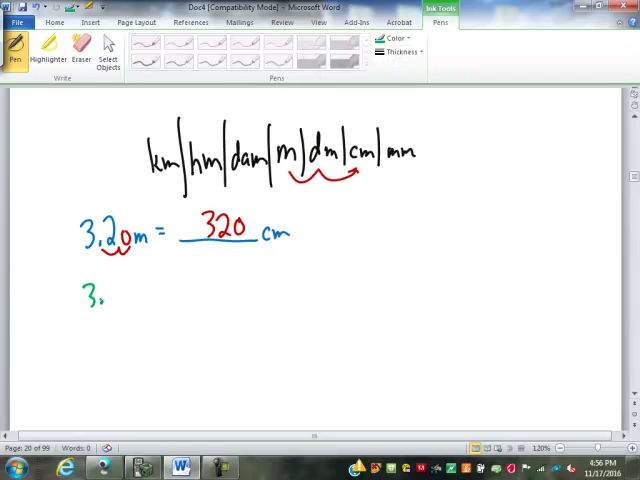 Doc4 [Compatibility Mode] - Microsoft Word
Ink Tools
File Home Insert Page Layout References Mailings Review View Add-Ins Acrobat Pens
Pen Highlighter Eraser Select Objects
Color
Thickness
Write Pens
km|hm|dam|m|dm|cm|mm
3.20m = 320 cm
3.
Page: 20 of 99 Words: 0 120%
4:56 PM
11/17/2016